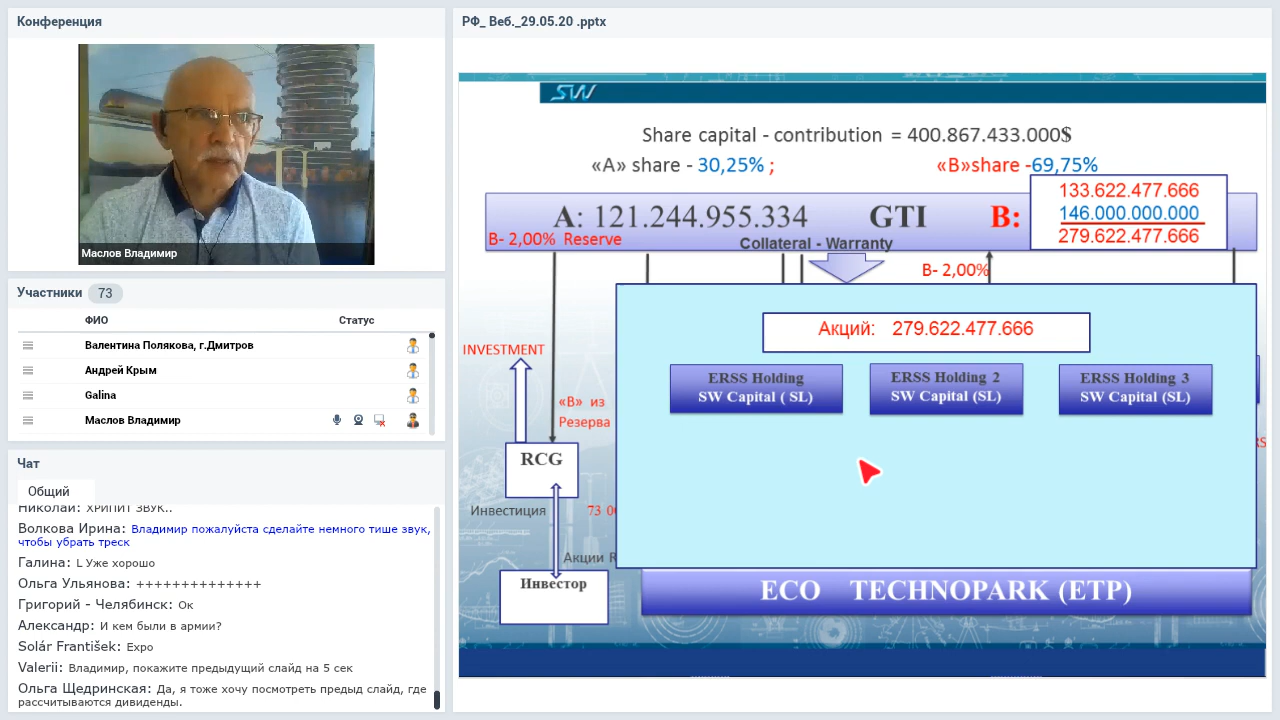 Конференция
Маслов Владимир
Участники 73
ФИО Статус
Валентина Полякова, г.Дмитров
Андрей Крым
Galina
Маслов Владимир
Чат
Общий
Николай: ХРИПИТ ЗВУК..
Волкова Ирина: Владимир пожалуйста сделайте немного тише звук,
чтобы убрать треск
Галина: L Уже хорошо
Ольга Ульянова: ++++++++++++++
Григорий - Челябинск: Ок
Александр: И кем были в армии?
Solár František: Expo
Valerii: Владимир, покажите предыдущий слайд на 5 сек
Ольга Щедринская: Да, я тоже хочу посмотреть предыд слайд, где
рассчитываются дивиденды.
РФ_ Веб._29.05.20 .pptx
SW
Share capital - contribution = 400.867.433.000$
«A» share - 30,25% ; «B»share -69,75%
A: 121.244.955.334 GTI B:
133.622.477.666
146.000.000.000
279.622.477.666
B- 2,00% Reserve
Collateral - Warranty
B- 2,00%
Акций: 279.622.477.666
INVESTMENT
ERSS Holding
SW Capital ( SL)
ERSS Holding 2
SW Capital (SL)
ERSS Holding 3
SW Capital (SL)
«В» из
Резерва
RCG
Инвестиция
Акции
Инвестор
ECO TECHNOPARK (ETP)